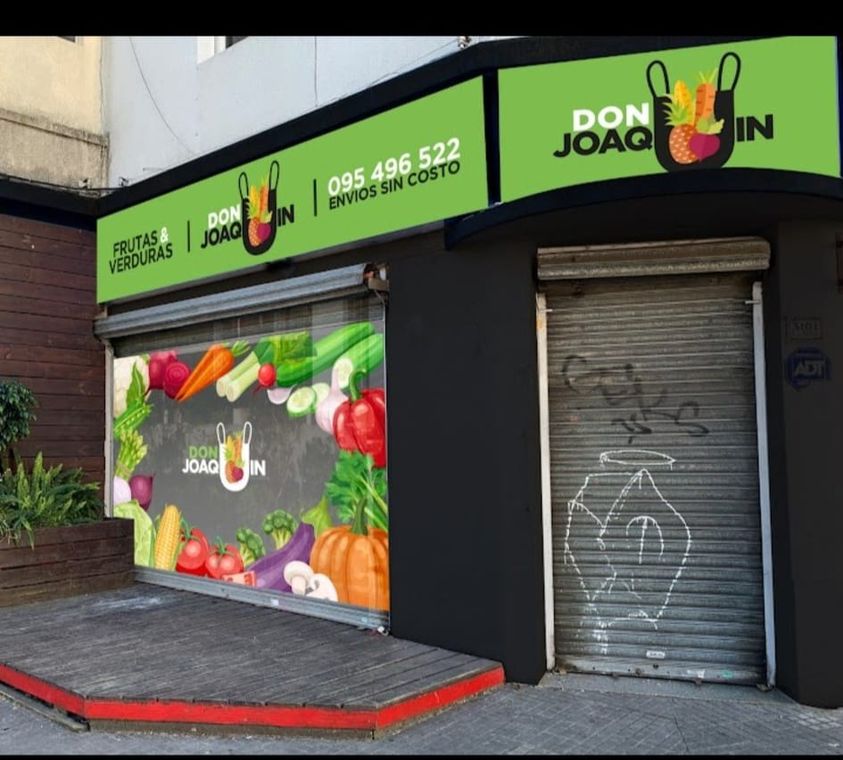 FRUTAS &
VERDURAS
DON
JOAQUIN
095 496 522
ENVIOS SIN COSTO
DON
JOAQUIN
DON
JOAQUIN
ADT